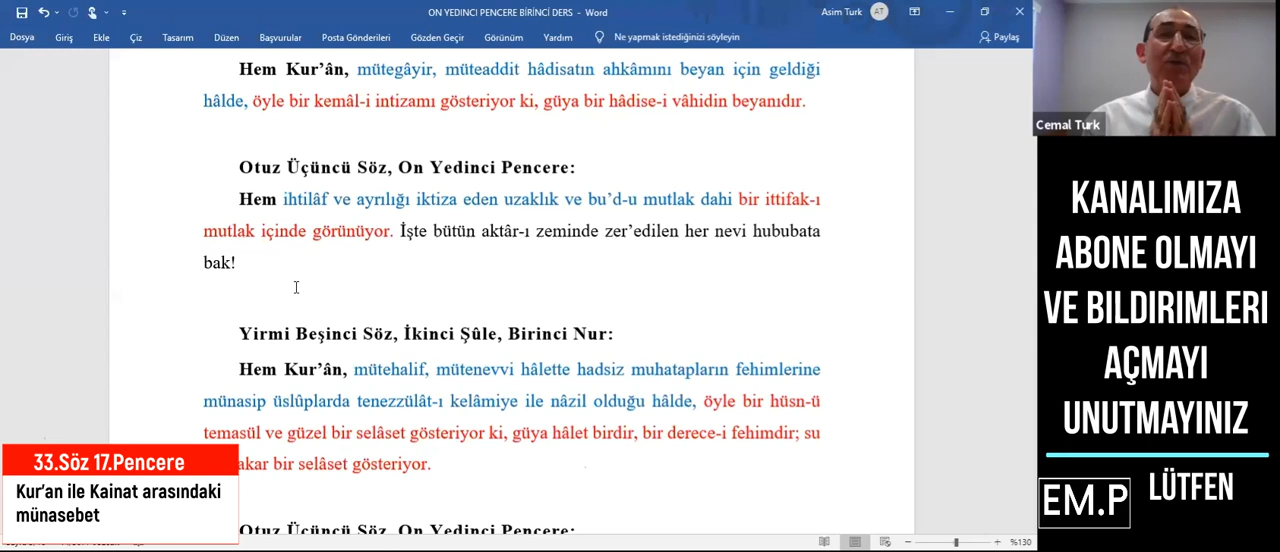 ON YEDINCI PENCERE BİRİNCİ DERS - Word
Asim Turk
AT
Dosya Giriş Ekle Çiz Tasarım Düzen Başvurular Posta Gönderileri Gözden Geçir Görünüm Yardım Ne yapmak istediğinizi söyleyin Paylaş
Hem Kur'ân, mütegâyir, müteaddit hâdisatın ahkâmını beyan için geldiği
hâlde, öyle bir kemâl-i intizamı gösteriyor ki, güya bir hâdise-i vâhidin beyanıdır.
Otuz Üçüncü Söz, On Yedinci Pencere:
Hem ihtilâf ve ayrılığı iktiza eden uzaklık ve bu'd-u mutlak dahi bir ittifak-ı
mutlak içinde görünüyor. İşte bütün aktâr-ı zeminde zer'edilen her nevi hububata
bak!
Yirmi Beşinci Söz, İkinci Şûle, Birinci Nur:
Hem Kur'ân, mütehalif, mütenevvi hâlette hadsiz muhatapların fehimlerine
münasip üslûplarda tenezzülât-ı kelâmiye ile nâzil olduğu hâlde, öyle bir hüsn-ü
temasül ve güzel bir selâset gösteriyor ki, güya hâlet birdir, bir derece-i fehimdir; su
akar bir selâset gösteriyor.
Otuz Üçüncü Söz, On Yedinci Pencere:
%130
33.Söz 17.Pencere
Kur'an ile Kainat arasındaki
münasebet
Cemal Turk
KANALIMIZA
ABONE OLMAYI
VE BILDIRIMLERI
AÇMAYI
UNUTMAYINIZ
LÜTFEN
EM.P